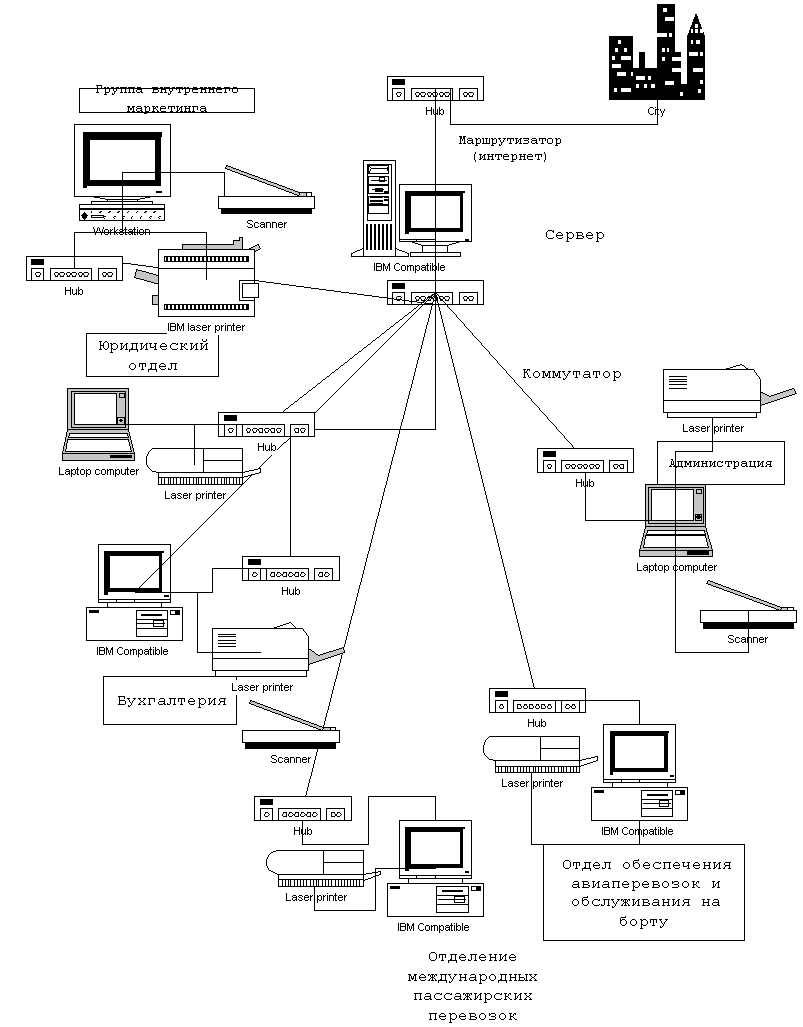 Группа внутреннего
маркетинга
Hub
City
Маршрутизатор
(интернет)
Workstation
Scanner
Сервер
IBM Compatible
Hub
IBM laser printer
Юридический
отдел
Коммутатор
Laser printer
Администрация
Hub
Laptop computer
Laser printer
Hub
Laptop computer
Scanner
Hub
IBM Compatible
Laser printer
Бухгалтерия
Scanner
Hub
Laser printer
IBM Compatible
Hub
Laser printer
IBM Compatible
Отдел обеспечения
авиаперевозок и
обслуживания на
борту
Отделение
международных
пассажирских
перевозок